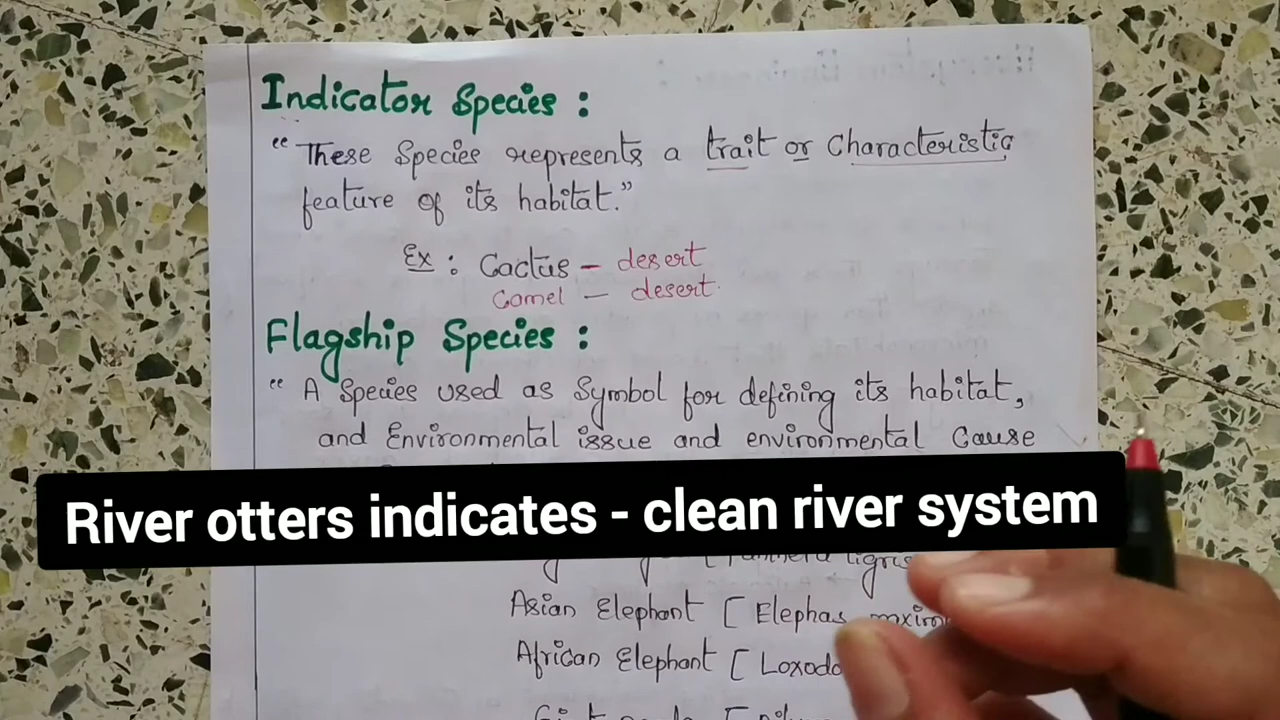 Indicator Species :
“These Species represents a trait or Characteristic
feature of its habitat.”
Ex : Cactus – desert
Camel – desert
Flagship Species :
“ A Species used as Symbol for defining its habitat,
and Environmental issue and environmental Cause
River otters indicates - clean river system
tigris
Asian Elephant [ Elephas
African Elephant [ Loxodo